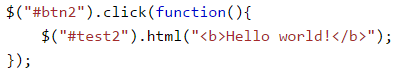 $("#btn2").click(function(){
    $("#test2").html("<b>Hello world!</b>");
});